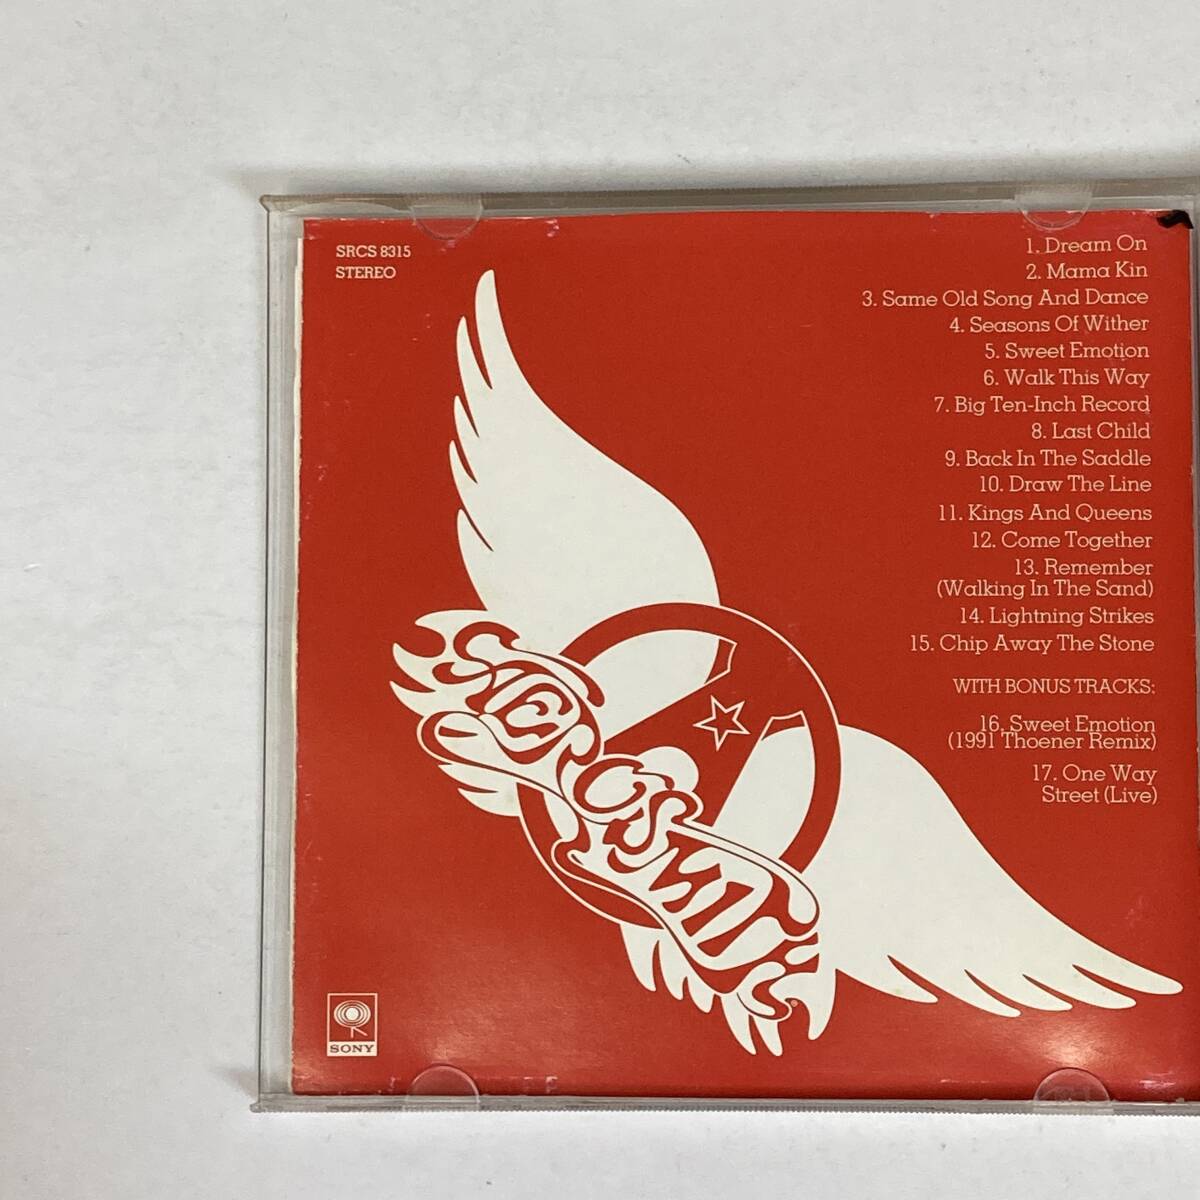 SRCS 8315
STEREO
1. Dream On
2. Mama Kin
3. Same Old Song And Dance
4. Seasons Of Wither
5. Sweet Emotion
6. Walk This Way
7. Big Ten-Inch Record
8. Last Child
9. Back In The Saddle
10. Draw The Line
11. Kings And Queens
12. Come Together
13. Remember
(Walking In The Sand)
14. Lightning Strikes
15. Chip Away The Stone
WITH BONUS TRACKS:
16. Sweet Emotion
(1991 Thoener Remix)
17. One Way
Street (Live)
AEROSMITH'S®
SONY